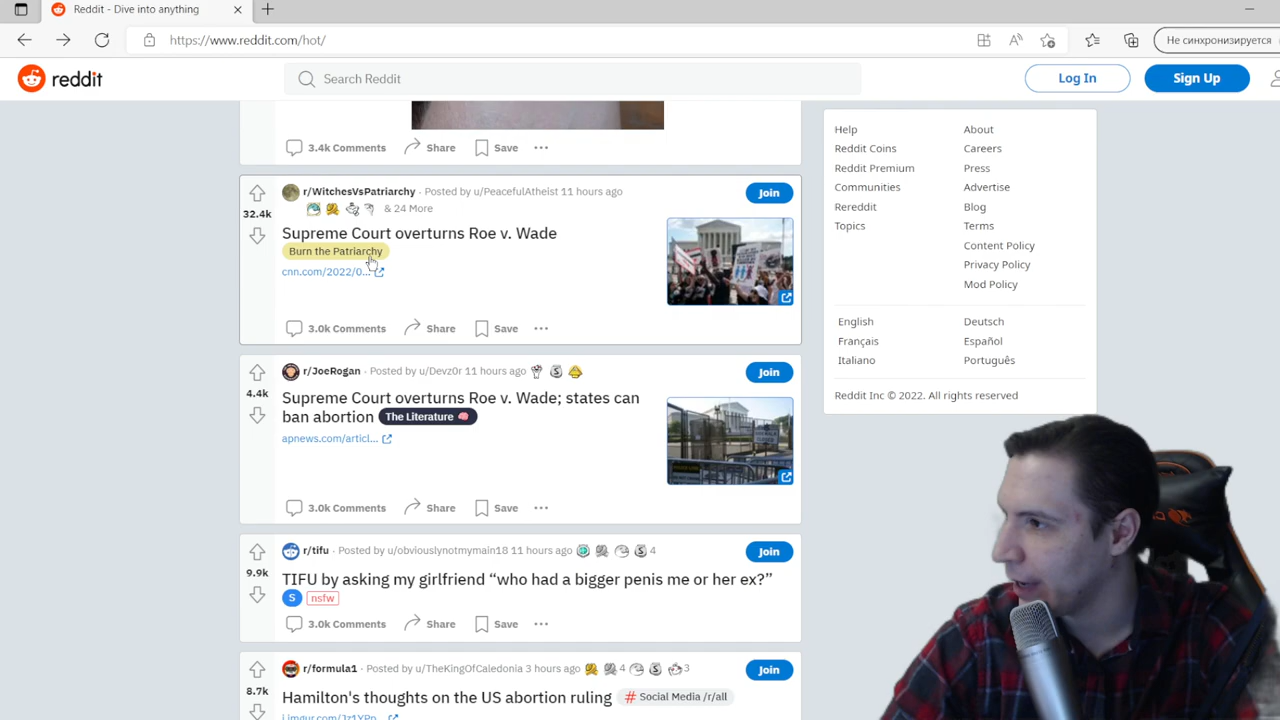 Reddit - Dive into anything
https://www.reddit.com/hot/
Не синхронизируется
reddit
Search Reddit
Log In
Sign Up
3.4k Comments Share Save
r/WitchesVsPatriarchy · Posted by u/PeacefulAtheist 11 hours ago
Join
& 24 More
32.4k
Supreme Court overturns Roe v. Wade
Burn the Patriarchy
cnn.com/2022/0...
3.0k Comments Share Save
r/JoeRogan · Posted by u/Devz0r 11 hours ago
Join
4.4k
Supreme Court overturns Roe v. Wade; states can
ban abortion The Literature 🧠
apnews.com/articl...
3.0k Comments Share Save
r/tifu · Posted by u/obviouslynotmymain18 11 hours ago 4
Join
9.9k
TIFU by asking my girlfriend “who had a bigger penis me or her ex?”
S nsfw
3.0k Comments Share Save
r/formula1 · Posted by u/TheKingOfCaledonia 3 hours ago 4 3
Join
8.7k
Hamilton's thoughts on the US abortion ruling # Social Media /r/all
i.imgur.com/Jz1YPp...
Help About
Reddit Coins Careers
Reddit Premium Press
Communities Advertise
Rereddit Blog
Topics Terms
Content Policy
Privacy Policy
Mod Policy
English Deutsch
Français Español
Italiano Português
Reddit Inc © 2022. All rights reserved